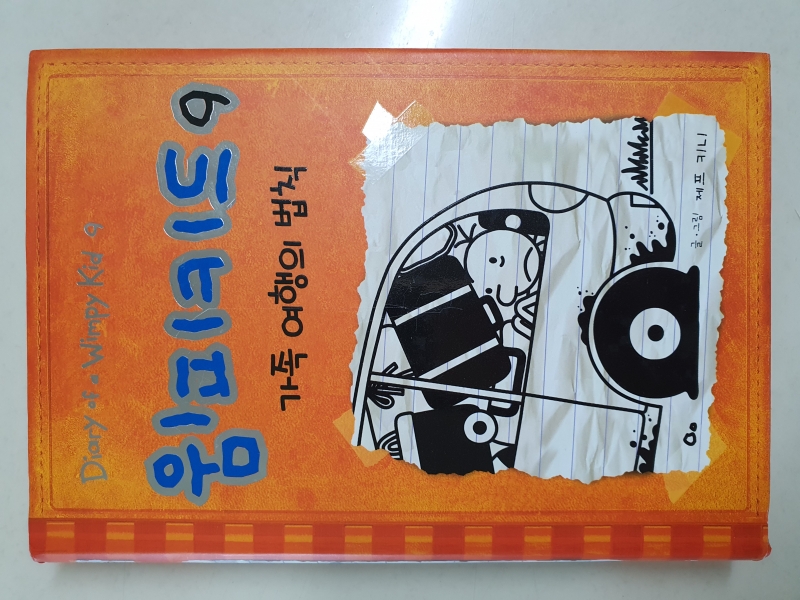 Diary of a Wimpy Kid 9
윔피키드 9
가족 여행의 법칙
글·그림 제프 키니